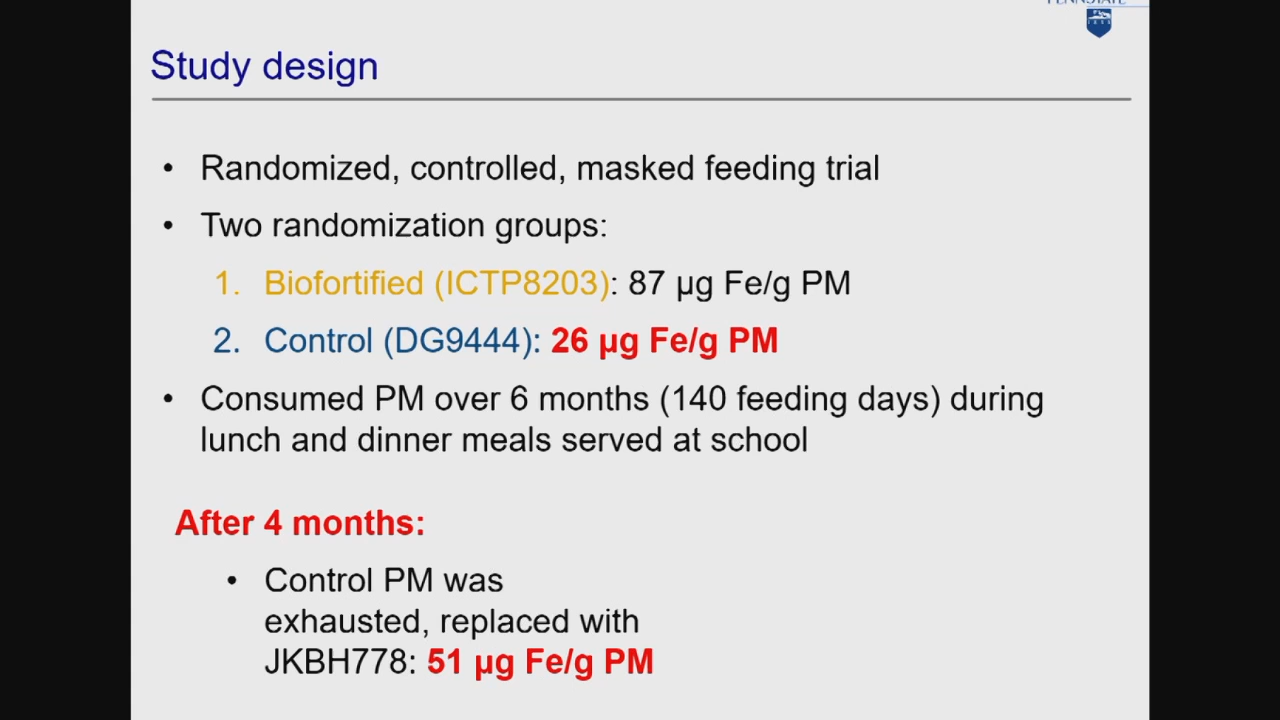 PENNSTATE
Study design
• Randomized, controlled, masked feeding trial
• Two randomization groups:
1. Biofortified (ICTP8203): 87 µg Fe/g PM
2. Control (DG9444): 26 µg Fe/g PM
• Consumed PM over 6 months (140 feeding days) during
lunch and dinner meals served at school
After 4 months:
• Control PM was
exhausted, replaced with
JKBH778: 51 µg Fe/g PM